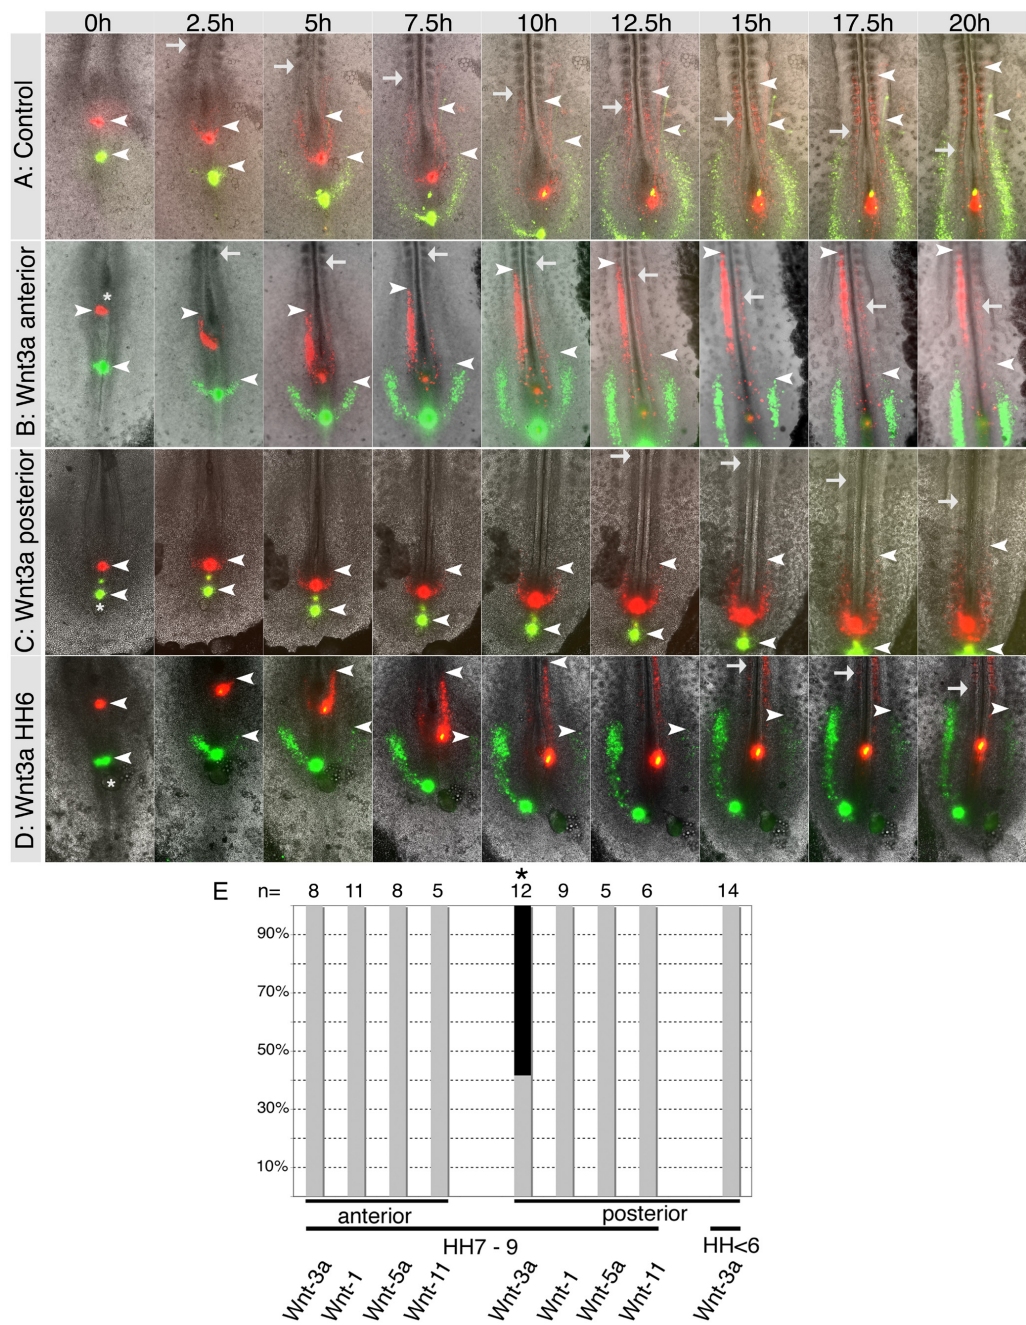 0h 2.5h 5h 7.5h 10h 12.5h 15h 17.5h 20h
A: Control
B: Wnt3a anterior
C: Wnt3a posterior
D: Wnt3a HH6
*
*
*
E n= 8 11 8 5 * 12 9 5 6 14
90%
70%
50%
30%
10%
anterior posterior
HH7 - 9 HH<6
Wnt-3a Wnt-1 Wnt-5a Wnt-11 Wnt-3a Wnt-1 Wnt-5a Wnt-11 Wnt-3a